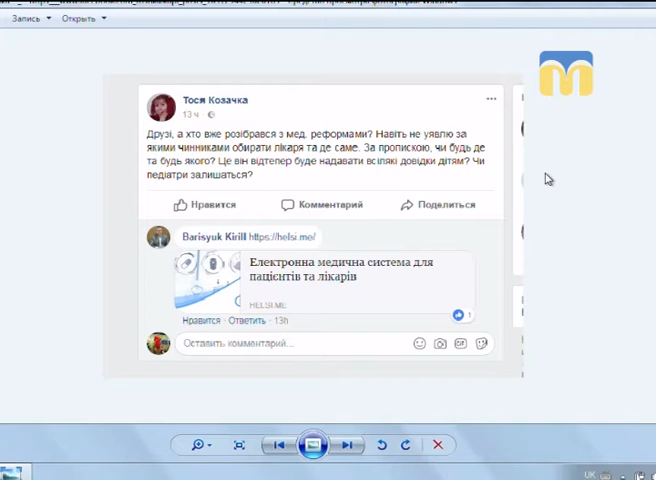 Запись
Открыть
Тося Козачка
13 ч
Друзі, а хто вже розібрався з мед. реформами? Навіть не уявлю за
якими чинниками обирати лікаря та де саме. За пропискою, чи будь де
та будь якого? Це він відтепер буде надавати всілякі довідки дітям? Чи
педіатри залишаться?
Нравится Комментарий Поделиться
Barisyuk Kirill https://helsi.me/
Електронна медична система для
пацієнтів та лікарів
HELSI.ME
1
Нравится · Ответить · 13h
Оставить комментарий...
GIF
UK